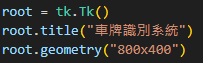 root = tk.Tk()
root.title("車牌識別系統")
root.geometry("800x400")